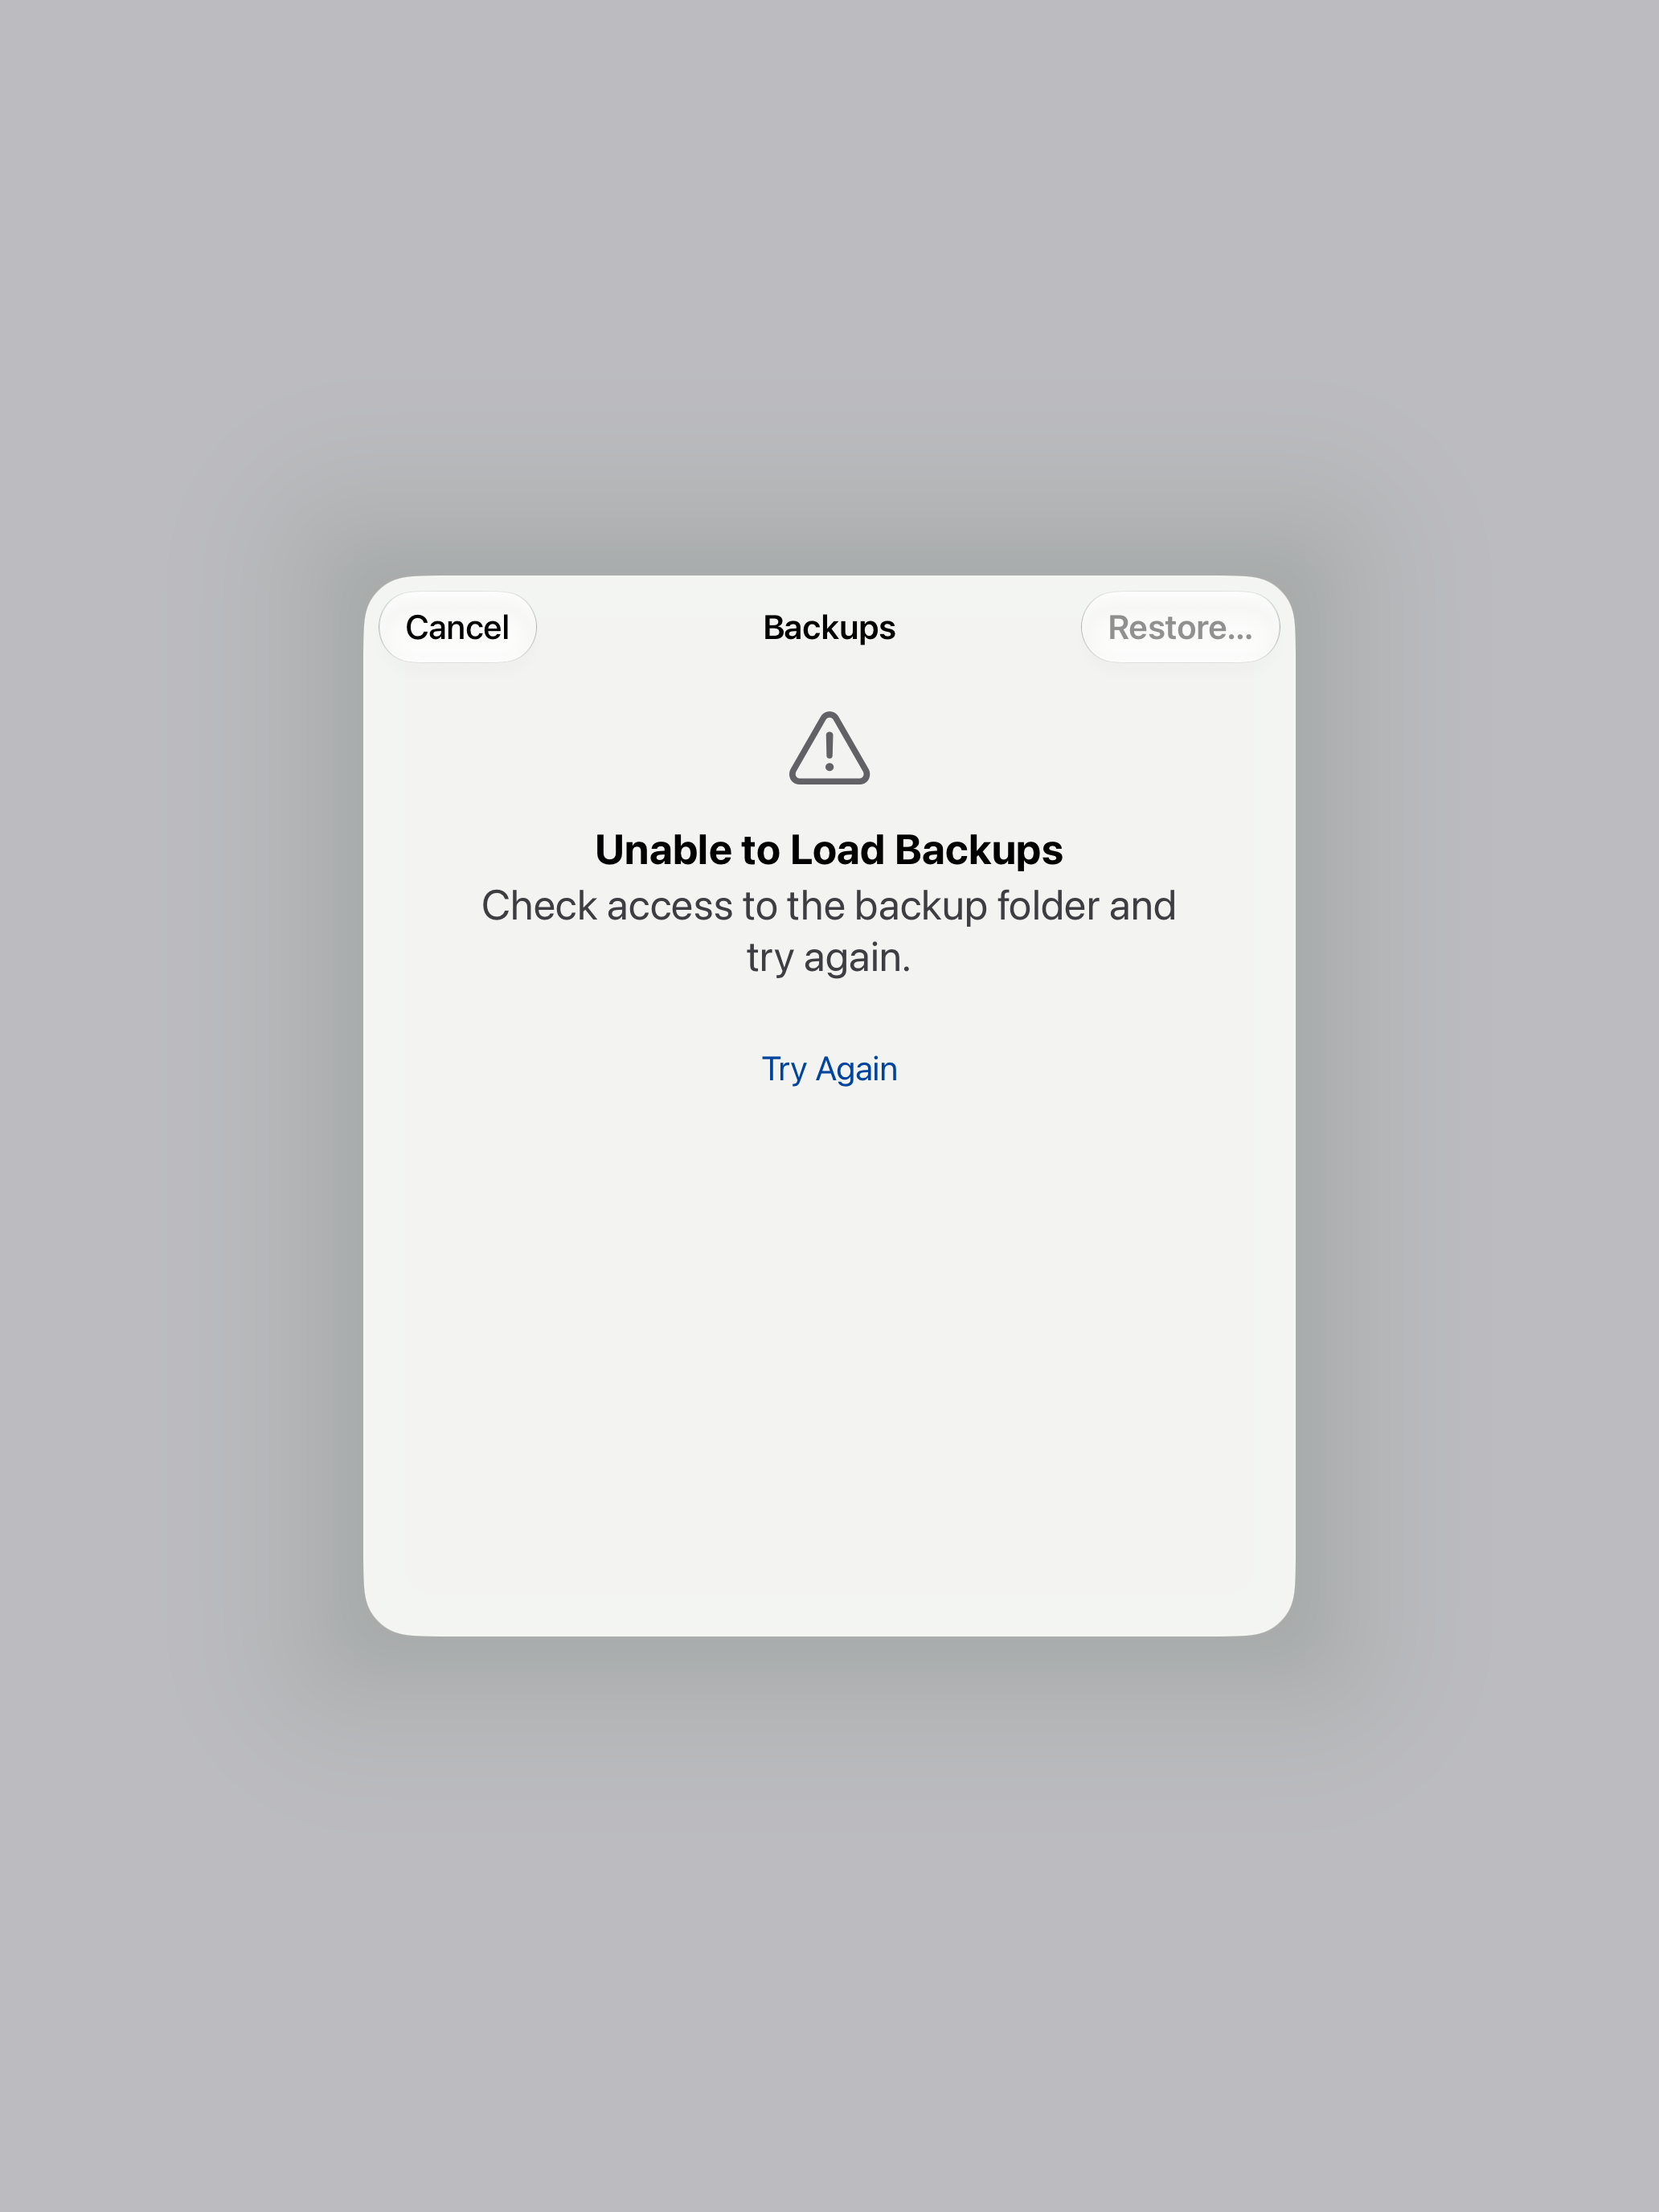 Cancel
Backups
Restore...
Unable to Load Backups
Check access to the backup folder and
try again.
Try Again